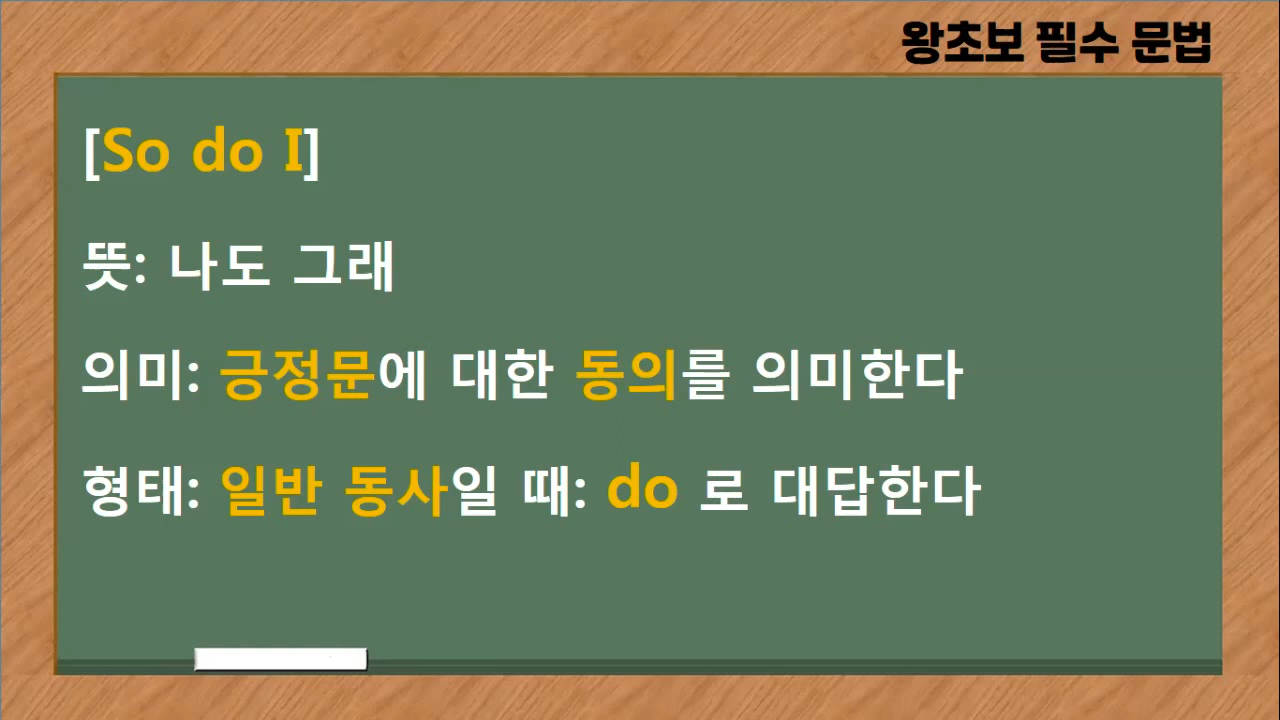 왕초보 필수 문법
[So do I]
뜻: 나도 그래
의미: 긍정문에 대한 동의를 의미한다
형태: 일반 동사일 때: do 로 대답한다